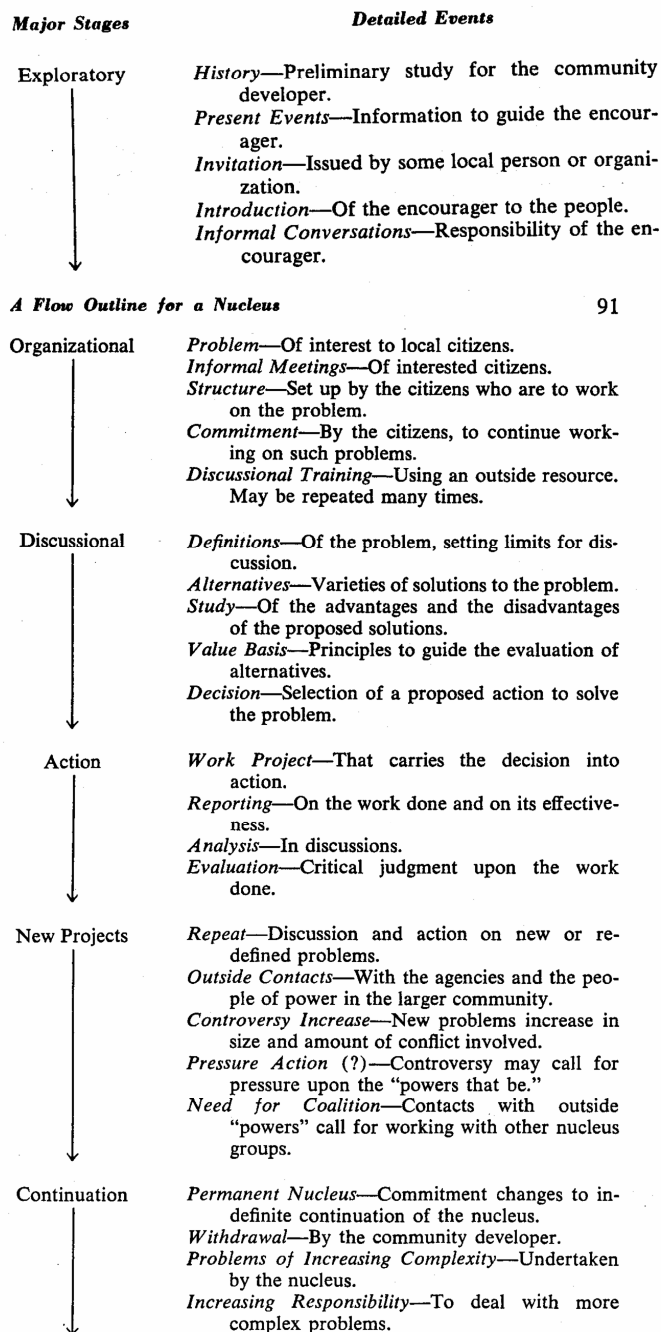 Major Stages Detailed Events
Exploratory History—Preliminary study for the community
developer.
Present Events—Information to guide the encour-
ager.
Invitation—Issued by some local person or organi-
zation.
Introduction—Of the encourager to the people.
Informal Conversations—Responsibility of the en-
courager.
A Flow Outline for a Nucleus 91
Organizational Problem—Of interest to local citizens.
Informal Meetings—Of interested citizens.
Structure—Set up by the citizens who are to work
on the problem.
Commitment—By the citizens, to continue work-
ing on such problems.
Discussional Training—Using an outside resource.
May be repeated many times.
Discussional Definitions—Of the problem, setting limits for dis-
cussion.
Alternatives—Varieties of solutions to the problem.
Study—Of the advantages and the disadvantages
of the proposed solutions.
Value Basis—Principles to guide the evaluation of
alternatives.
Decision—Selection of a proposed action to solve
the problem.
Action Work Project—That carries the decision into
action.
Reporting—On the work done and on its effective-
ness.
Analysis—In discussions.
Evaluation—Critical judgment upon the work
done.
New Projects Repeat—Discussion and action on new or re-
defined problems.
Outside Contacts—With the agencies and the peo-
ple of power in the larger community.
Controversy Increase—New problems increase in
size and amount of conflict involved.
Pressure Action (?)—Controversy may call for
pressure upon the "powers that be."
Need for Coalition—Contacts with outside
"powers" call for working with other nucleus
groups.
Continuation Permanent Nucleus—Commitment changes to in-
definite continuation of the nucleus.
Withdrawal—By the community developer.
Problems of Increasing Complexity—Undertaken
by the nucleus.
Increasing Responsibility—To deal with more
complex problems.